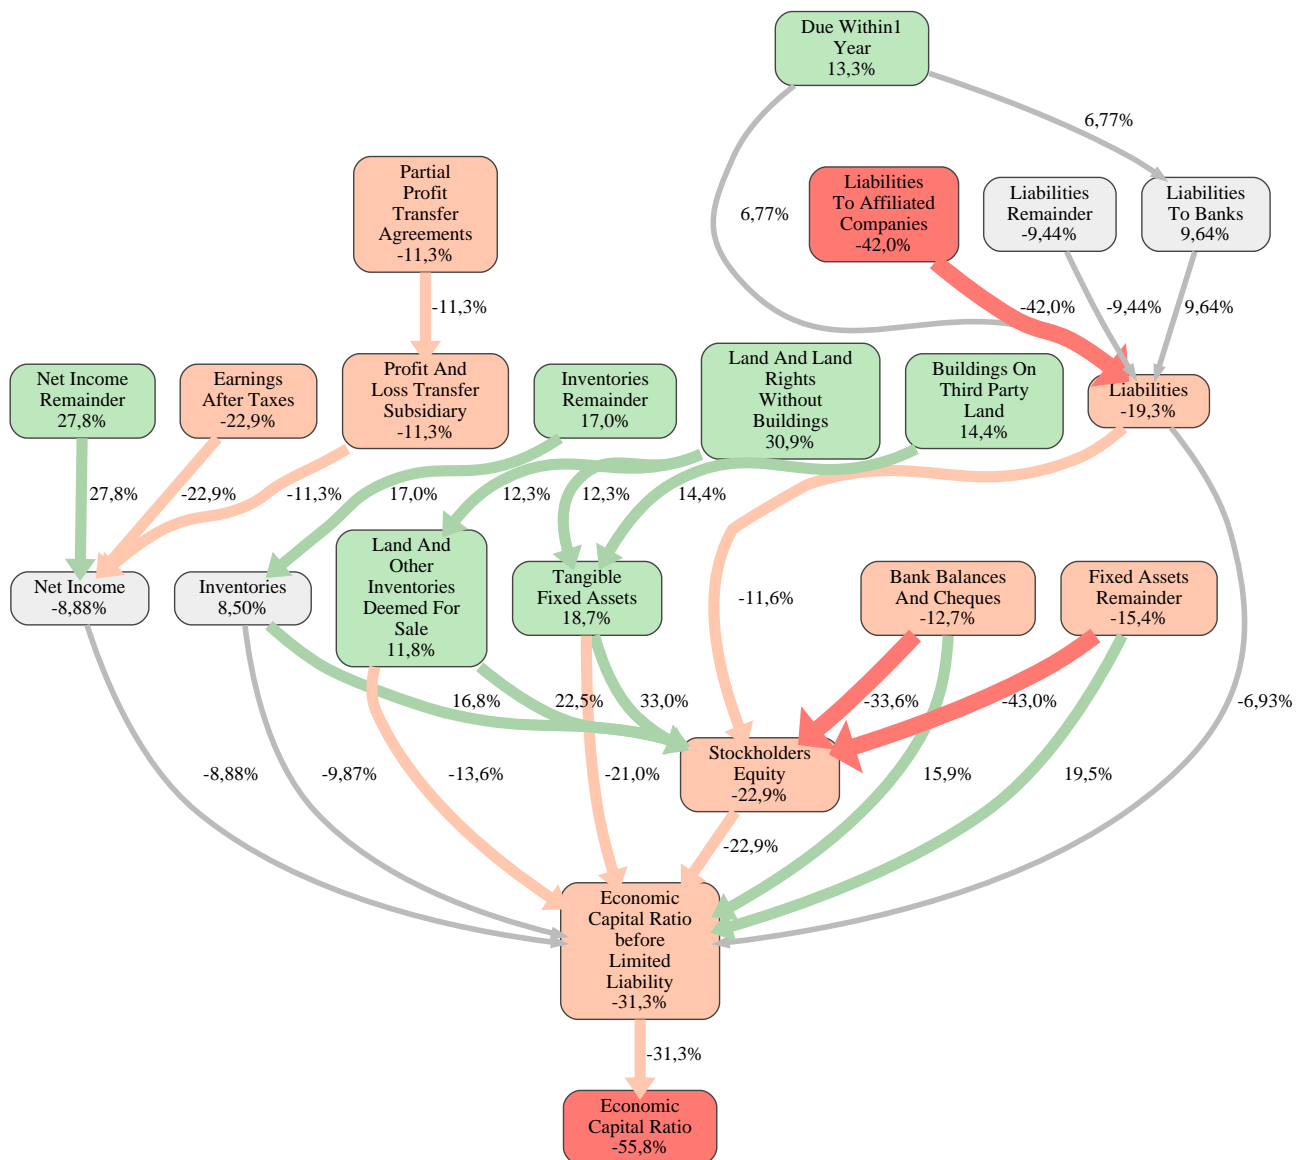 Due Within1
Year
13,3%
6,77%
Partial
Profit
Transfer
Agreements
-11,3%
Liabilities
To Affiliated
Companies
-42,0%
Liabilities
Remainder
-9,44%
Liabilities
To Banks
9,64%
6,77%
-11,3%
-42,0%
-9,44%
9,64%
Net Income
Remainder
27,8%
Earnings
After Taxes
-22,9%
Profit And
Loss Transfer
Subsidiary
-11,3%
Inventories
Remainder
17,0%
Land And Land
Rights
Without
Buildings
30,9%
Buildings On
Third Party
Land
14,4%
Liabilities
-19,3%
27,8%
-22,9%
-11,3%
17,0%
12,3%
12,3%
14,4%
Net Income
-8,88%
Inventories
8,50%
Land And
Other
Inventories
Deemed For
Sale
11,8%
Tangible
Fixed Assets
18,7%
-11,6%
Bank Balances
And Cheques
-12,7%
Fixed Assets
Remainder
-15,4%
16,8%
22,5%
33,0%
-33,6%
-43,0%
-6,93%
Stockholders
Equity
-22,9%
-8,88%
-9,87%
-13,6%
-21,0%
15,9%
19,5%
-22,9%
Economic
Capital Ratio
before
Limited
Liability
-31,3%
-31,3%
Economic
Capital Ratio
-55,8%